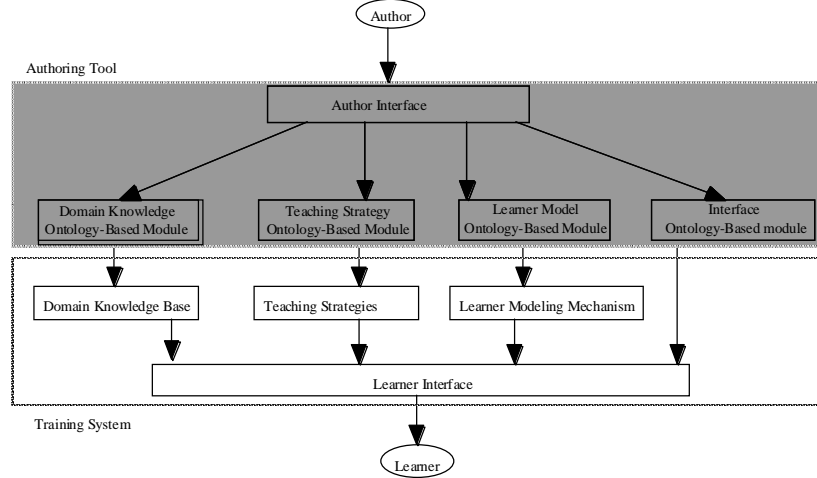 Author
Authoring Tool
Author Interface
Domain Knowledge
Ontology-Based Module
Teaching Strategy
Ontology-Based Module
Learner Model
Ontology-Based Module
Interface
Ontology-Based module
Domain Knowledge Base
Teaching Strategies
Learner Modeling Mechanism
Learner Interface
Training System
Learner